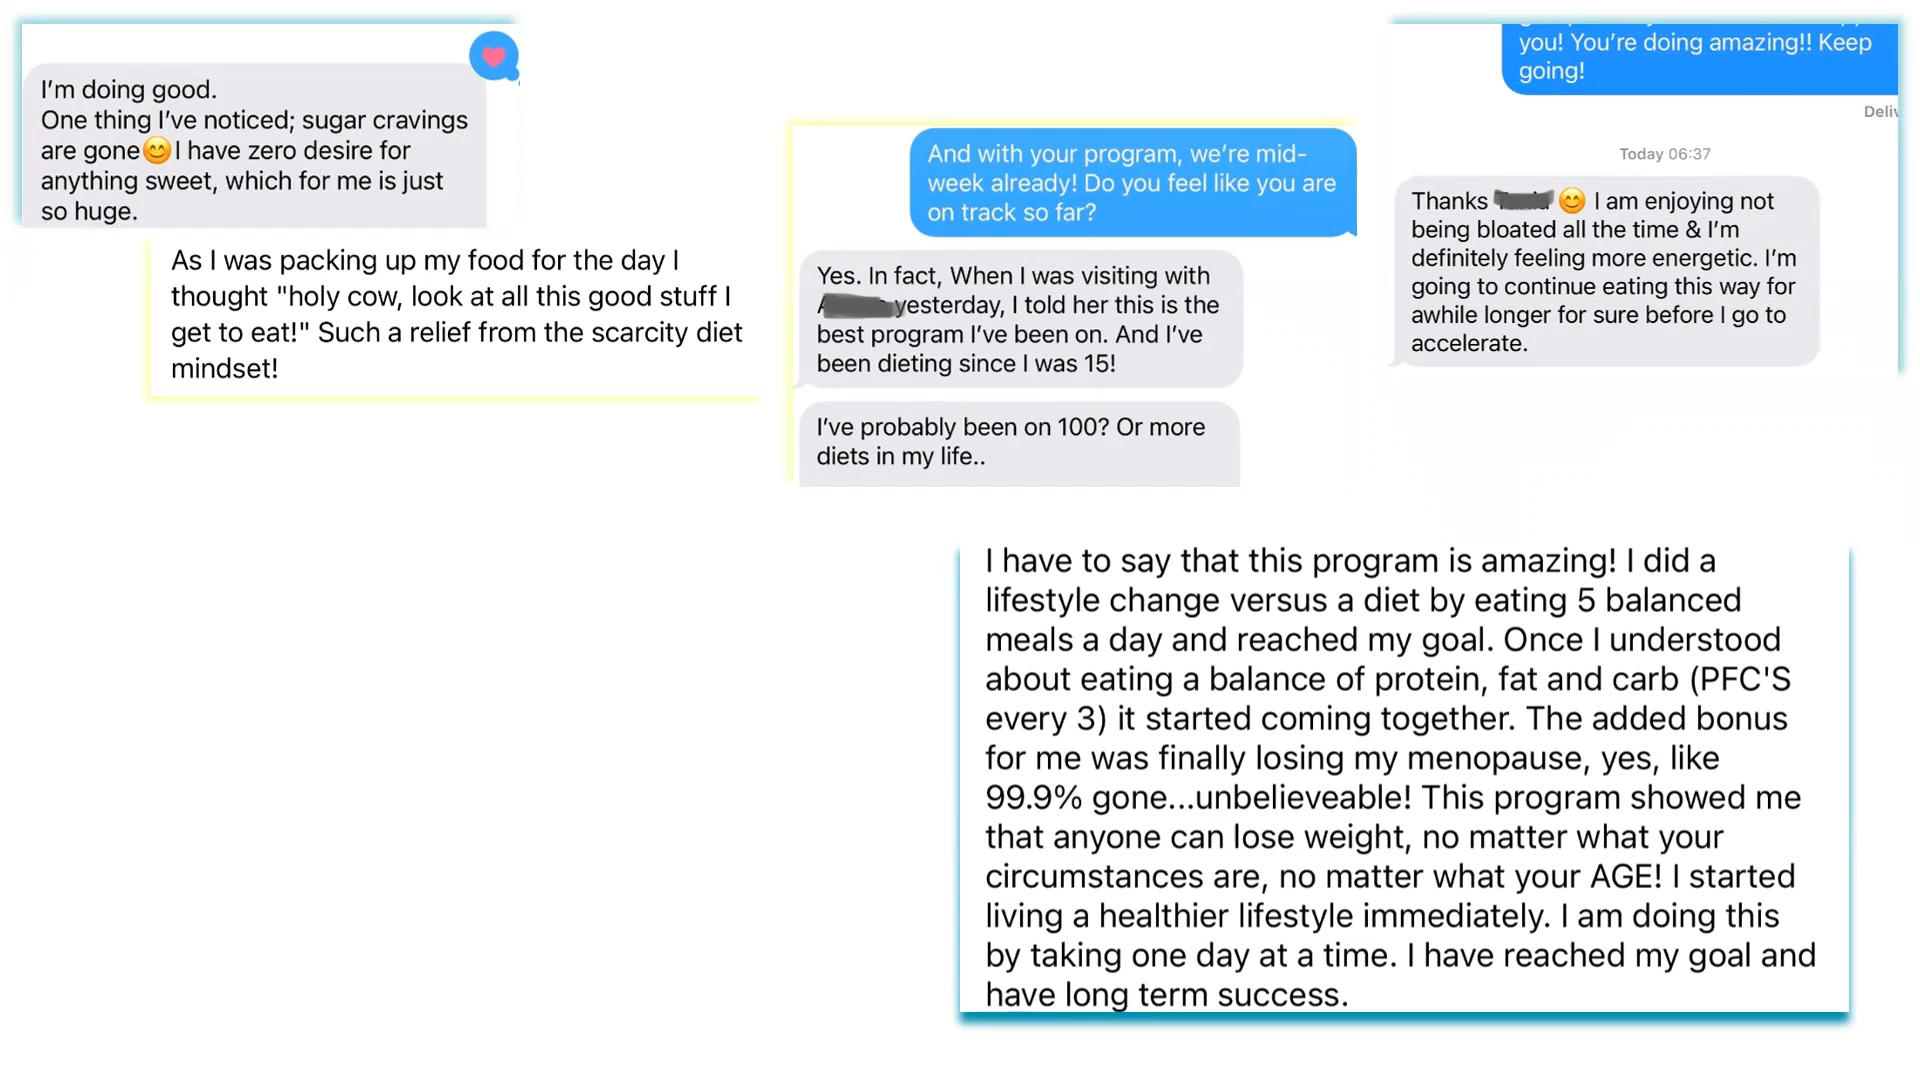 I'm doing good.
One thing I've noticed; sugar cravings
are gone😊I have zero desire for
anything sweet, which for me is just
so huge.
As I was packing up my food for the day I
thought "holy cow, look at all this good stuff I
get to eat!" Such a relief from the scarcity diet
mindset!
And with your program, we're mid-
week already! Do you feel like you are
on track so far?
Yes. In fact, When I was visiting with
yesterday, I told her this is the
best program I've been on. And I've
been dieting since I was 15!
I've probably been on 100? Or more
diets in my life..
you! You're doing amazing!! Keep
going!
Today 06:37
Thanks 😊 I am enjoying not
being bloated all the time & I'm
definitely feeling more energetic. I'm
going to continue eating this way for
awhile longer for sure before I go to
accelerate.
I have to say that this program is amazing! I did a
lifestyle change versus a diet by eating 5 balanced
meals a day and reached my goal. Once I understood
about eating a balance of protein, fat and carb (PFC'S
every 3) it started coming together. The added bonus
for me was finally losing my menopause, yes, like
99.9% gone...unbelieveable! This program showed me
that anyone can lose weight, no matter what your
circumstances are, no matter what your AGE! I started
living a healthier lifestyle immediately. I am doing this
by taking one day at a time. I have reached my goal and
have long term success.